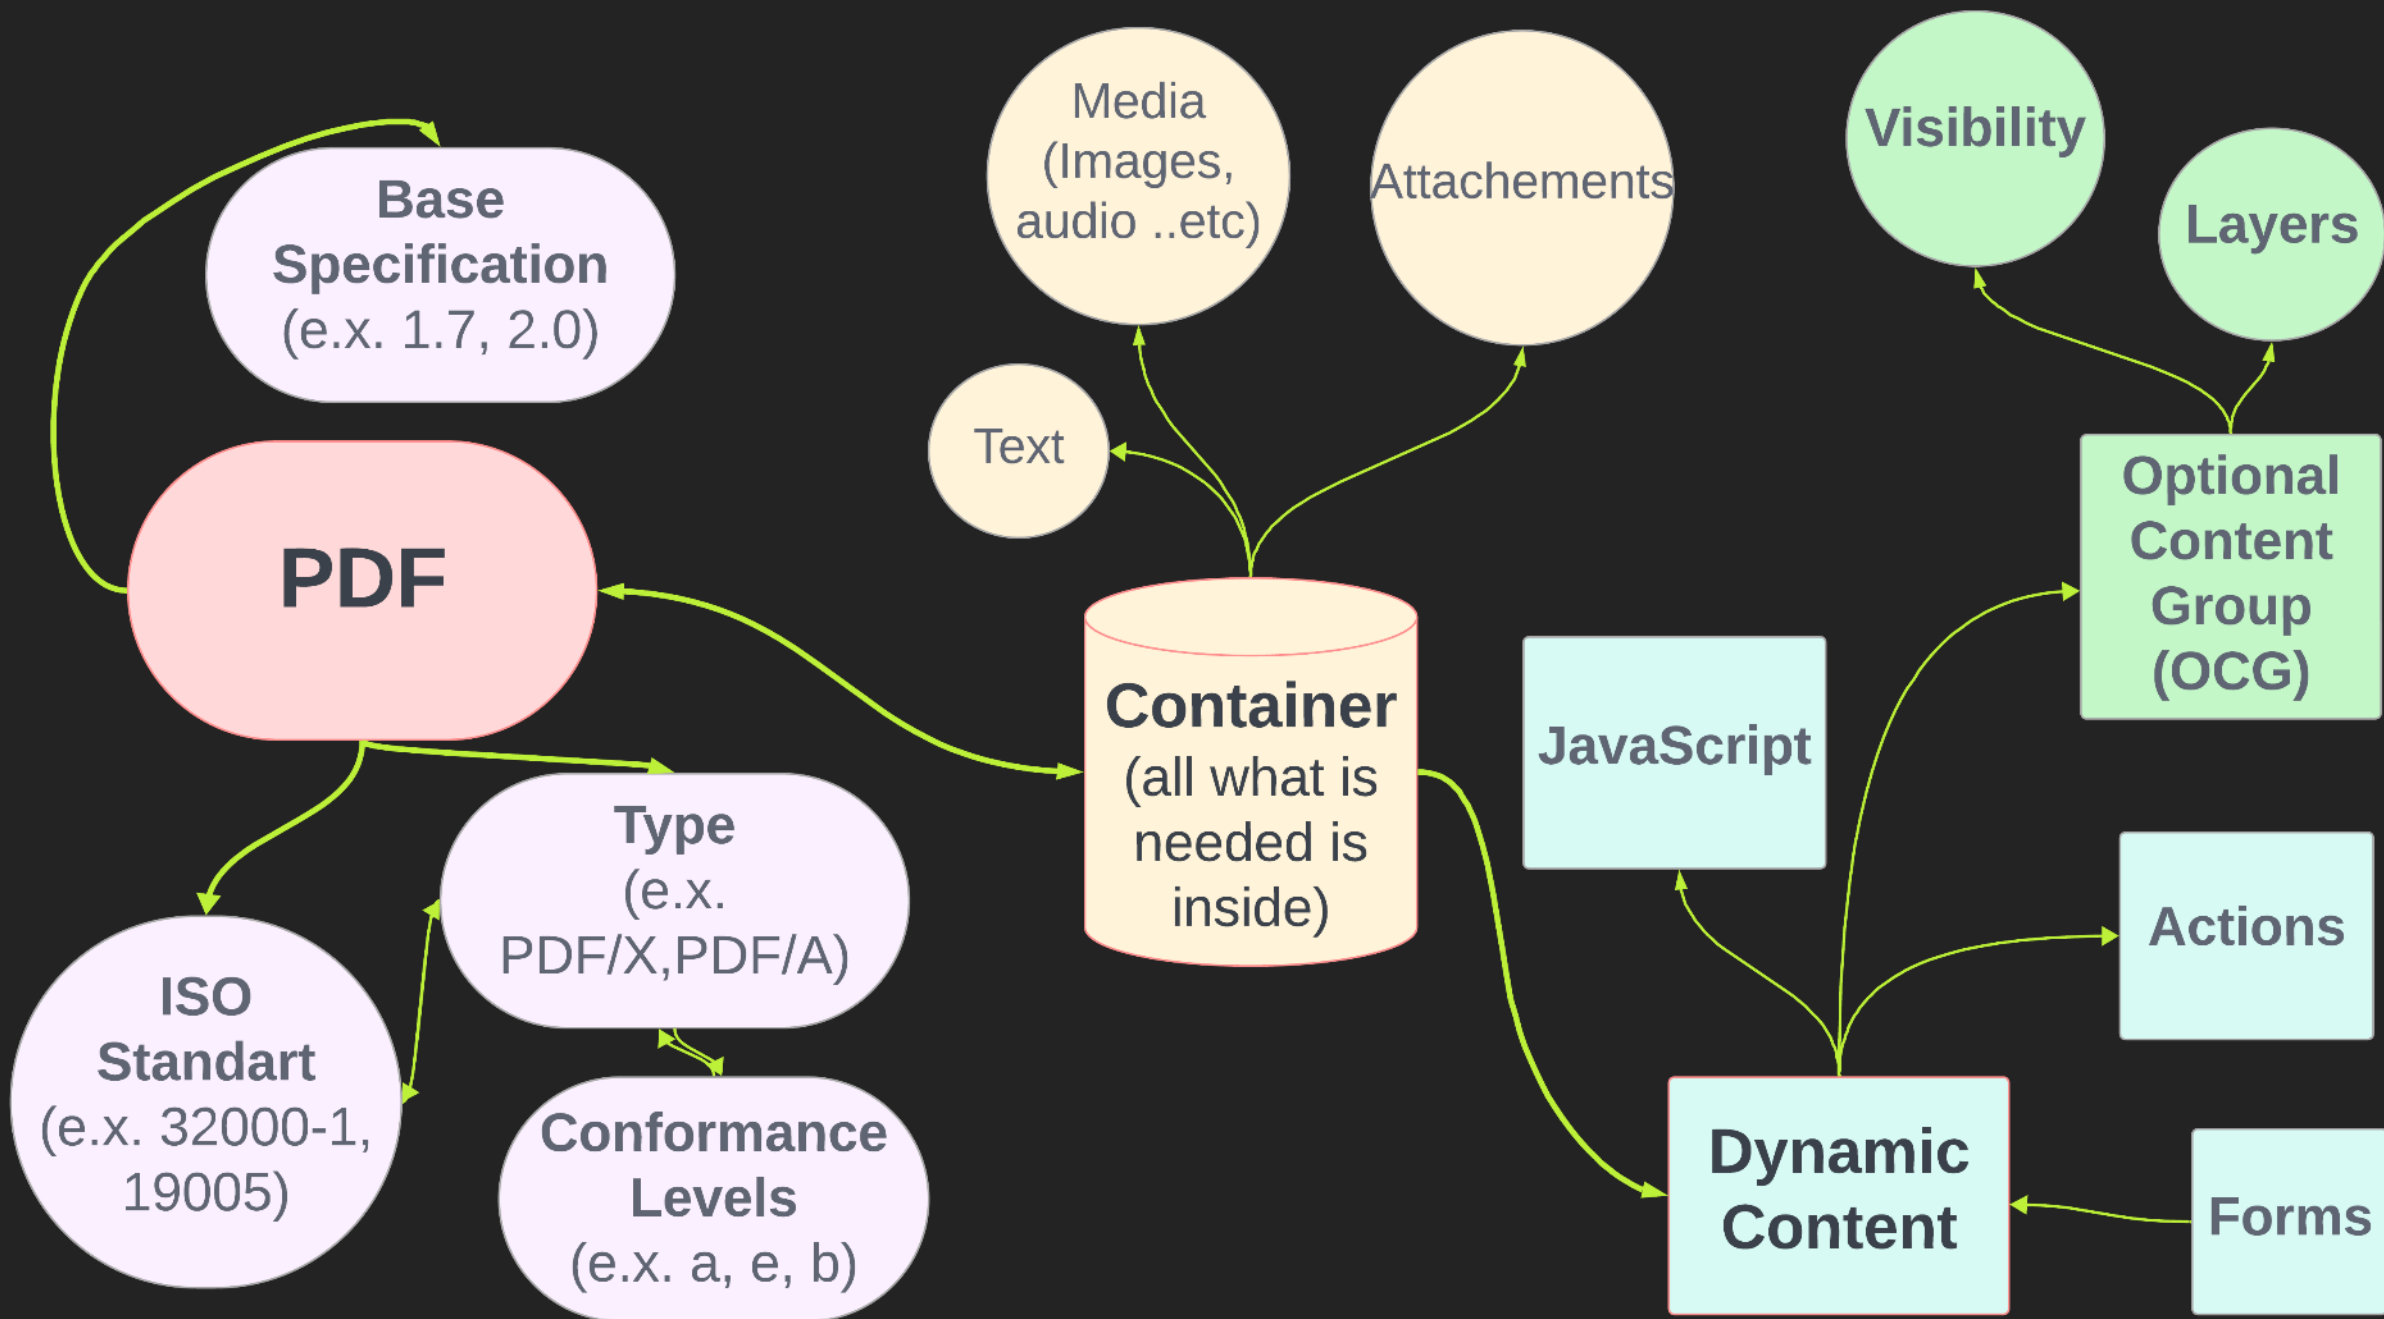 Base
Specification
(e.x. 1.7, 2.0)
PDF
Type
(e.x.
PDF/X,PDF/A)
ISO
Standart
(e.x. 32000-1,
19005)
Conformance
Levels
(e.x. a, e, b)
Media
(Images,
audio ..etc)
Attachements
Text
Container
(all what is
needed is
inside)
Visibility
Layers
Optional
Content
Group
(OCG)
JavaScript
Actions
Dynamic
Content
Forms